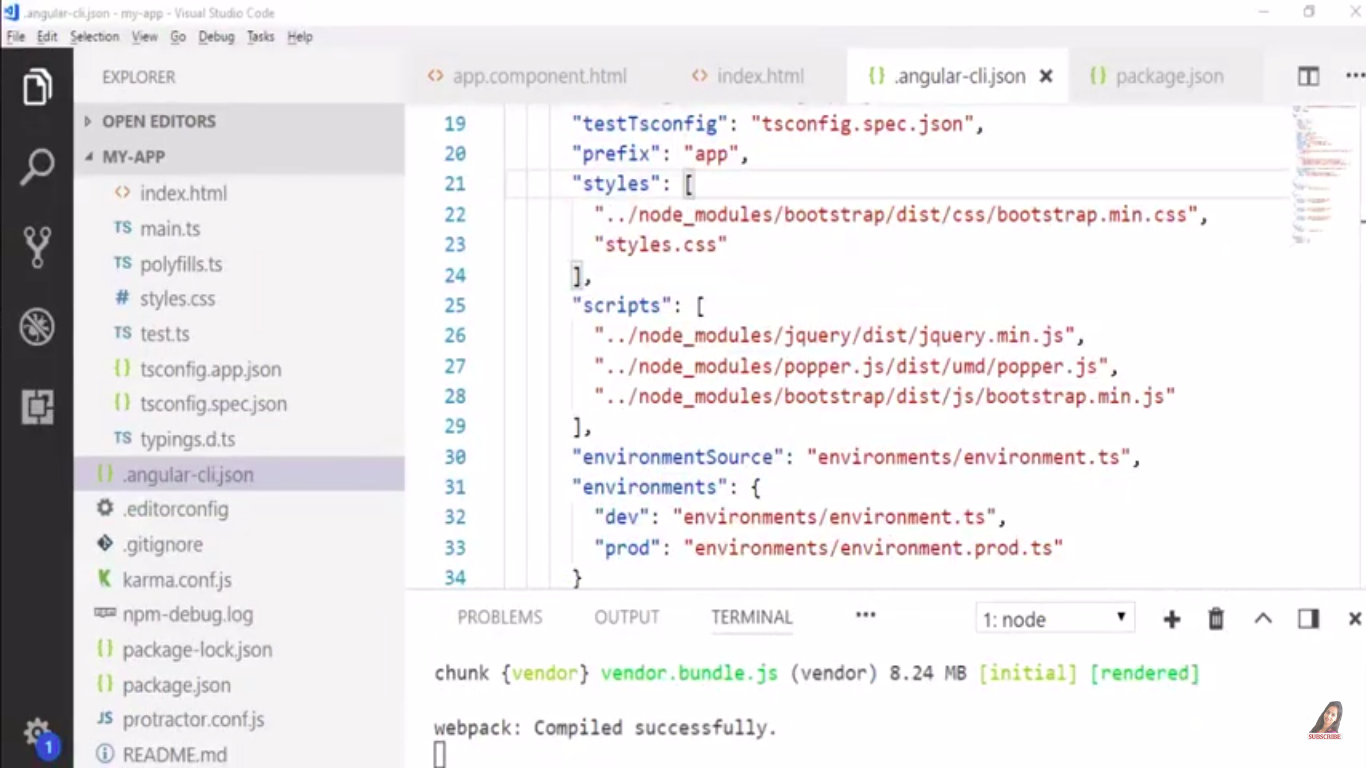 .angular-cli.json - my-app - Visual Studio Code
File Edit Selection View Go Debug Tasks Help
EXPLORER
OPEN EDITORS
MY-APP
index.html
TS main.ts
TS polyfills.ts
# styles.css
TS test.ts
{} tsconfig.app.json
{} tsconfig.spec.json
TS typings.d.ts
{} .angular-cli.json
.editorconfig
.gitignore
K karma.conf.js
npm-debug.log
{} package-lock.json
{} package.json
JS protractor.conf.js
README.md
1
<> app.component.html <> index.html {} .angular-cli.json × {} package.json
19 "testTsconfig": "tsconfig.spec.json",
20 "prefix": "app",
21 "styles": [
22 "../node_modules/bootstrap/dist/css/bootstrap.min.css",
23 "styles.css"
24 ],
25 "scripts": [
26 "../node_modules/jquery/dist/jquery.min.js",
27 "../node_modules/popper.js/dist/umd/popper.js",
28 "../node_modules/bootstrap/dist/js/bootstrap.min.js"
29 ],
30 "environmentSource": "environments/environment.ts",
31 "environments": {
32 "dev": "environments/environment.ts",
33 "prod": "environments/environment.prod.ts"
34 }
PROBLEMS OUTPUT TERMINAL ••• 1: node
chunk {vendor} vendor.bundle.js (vendor) 8.24 MB [initial] [rendered]
webpack: Compiled successfully.
SUBSCRIBE